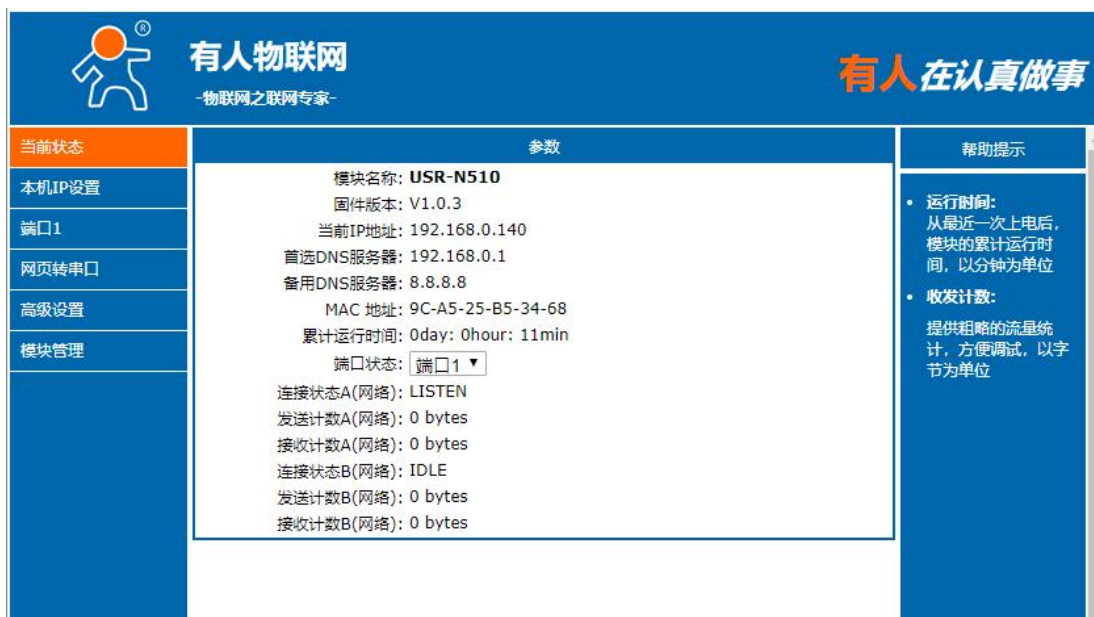 ®
有人物联网
-物联网之联网专家-
有人在认真做事
当前状态
本机IP设置
端口1
网页转串口
高级设置
模块管理
参数
模块名称: USR-N510
固件版本: V1.0.3
当前IP地址: 192.168.0.140
首选DNS服务器: 192.168.0.1
备用DNS服务器: 8.8.8.8
MAC 地址: 9C-A5-25-B5-34-68
累计运行时间: 0day: 0hour: 11min
端口状态: 端口1
连接状态A(网络): LISTEN
发送计数A(网络): 0 bytes
接收计数A(网络): 0 bytes
连接状态B(网络): IDLE
发送计数B(网络): 0 bytes
接收计数B(网络): 0 bytes
帮助提示
• 运行时间:
从最近一次上电后，
模块的累计运行时
间，以分钟为单位
• 收发计数:
提供粗略的流量统
计，方便调试，以字
节为单位